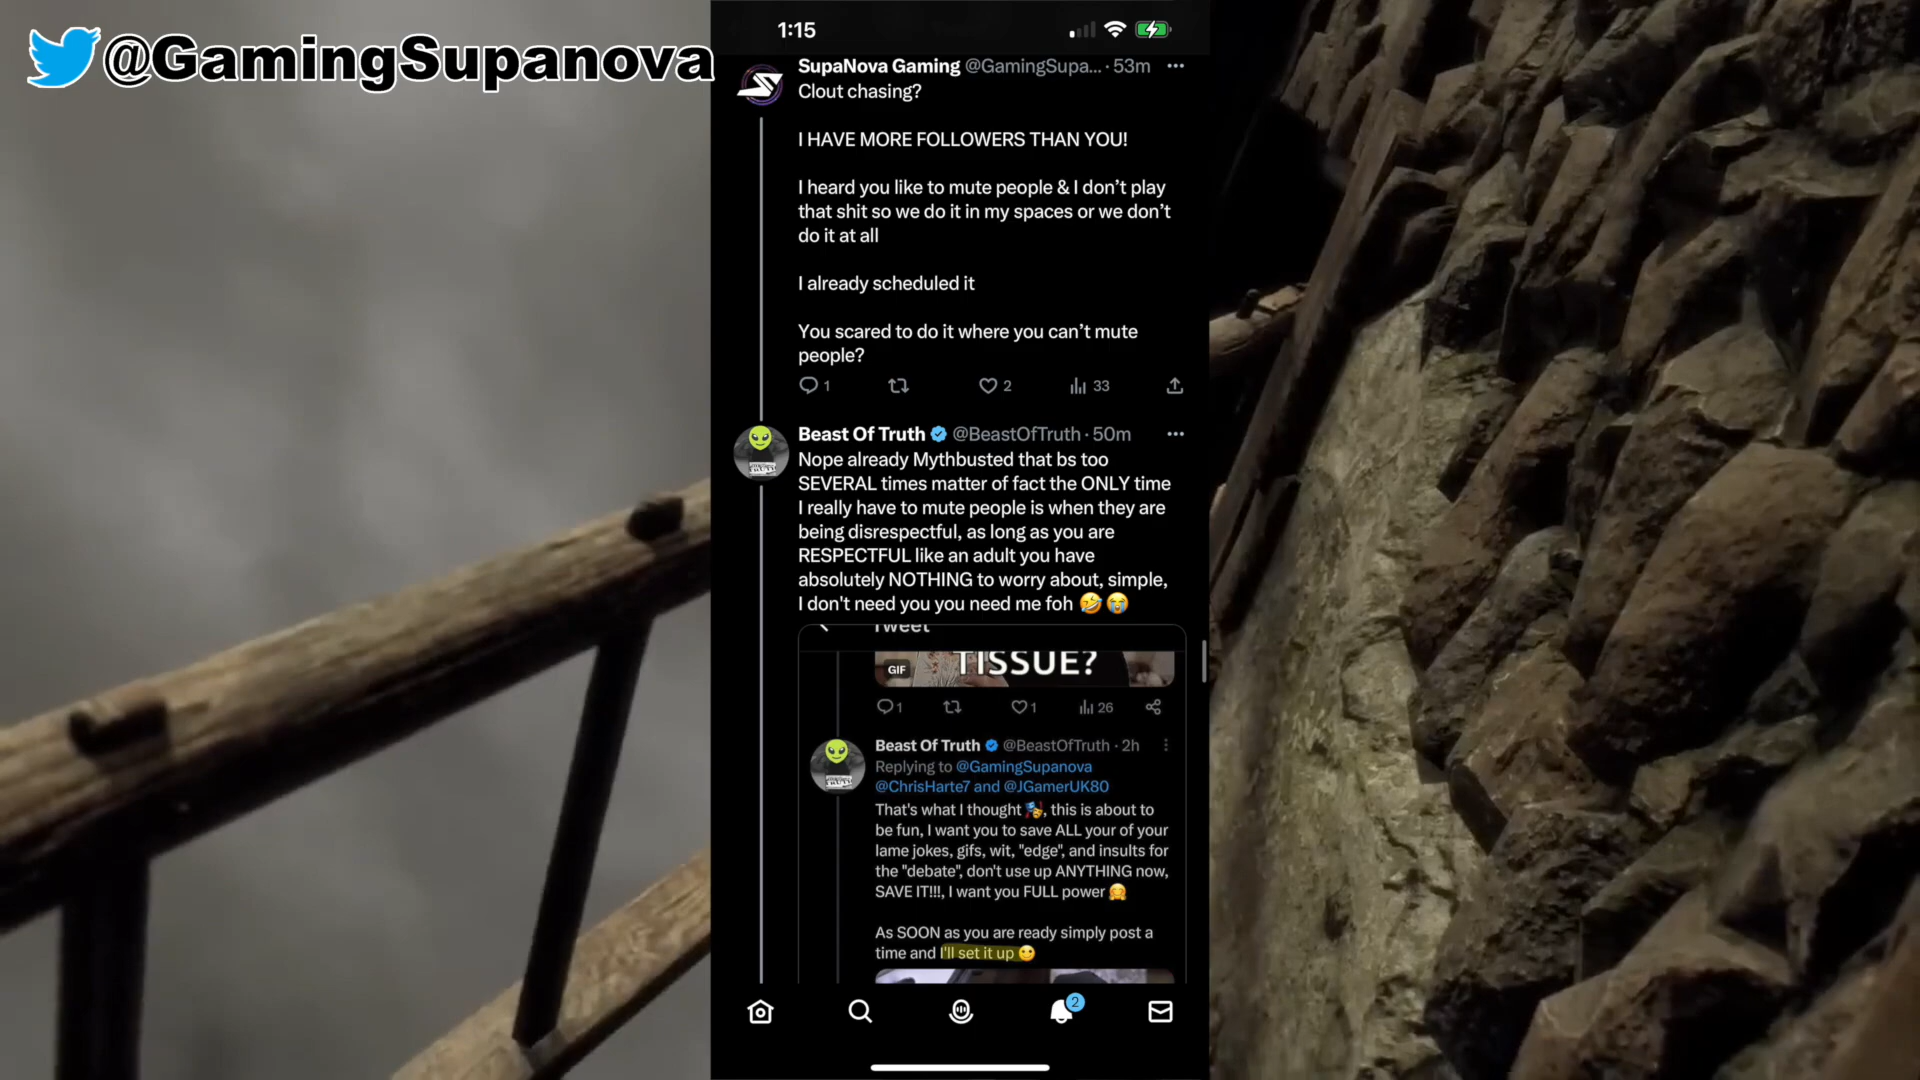 @GamingSupanova
1:15
SupaNova Gaming @GamingSupa... · 53m
Clout chasing?
I HAVE MORE FOLLOWERS THAN YOU!
I heard you like to mute people & I don’t play
that shit so we do it in my spaces or we don’t
do it at all
I already scheduled it
You scared to do it where you can’t mute
people?
1 2 33
Beast Of Truth @BeastOfTruth · 50m
Nope already Mythbusted that bs too
SEVERAL times matter of fact the ONLY time
I really have to mute people is when they are
being disrespectful, as long as you are
RESPECTFUL like an adult you have
absolutely NOTHING to worry about, simple,
I don't need you you need me foh 🤣😭
Tweet
TISSUE?
GIF
1 1 26
Beast Of Truth @BeastOfTruth · 2h
Replying to @GamingSupanova
@ChrisHarte7 and @JGamerUK80
That's what I thought 🎭, this is about to
be fun, I want you to save ALL your of your
lame jokes, gifs, wit, "edge", and insults for
the "debate", don't use up ANYTHING now,
SAVE IT!!!, I want you FULL power 🤗
As SOON as you are ready simply post a
time and I'll set it up 🙂
2